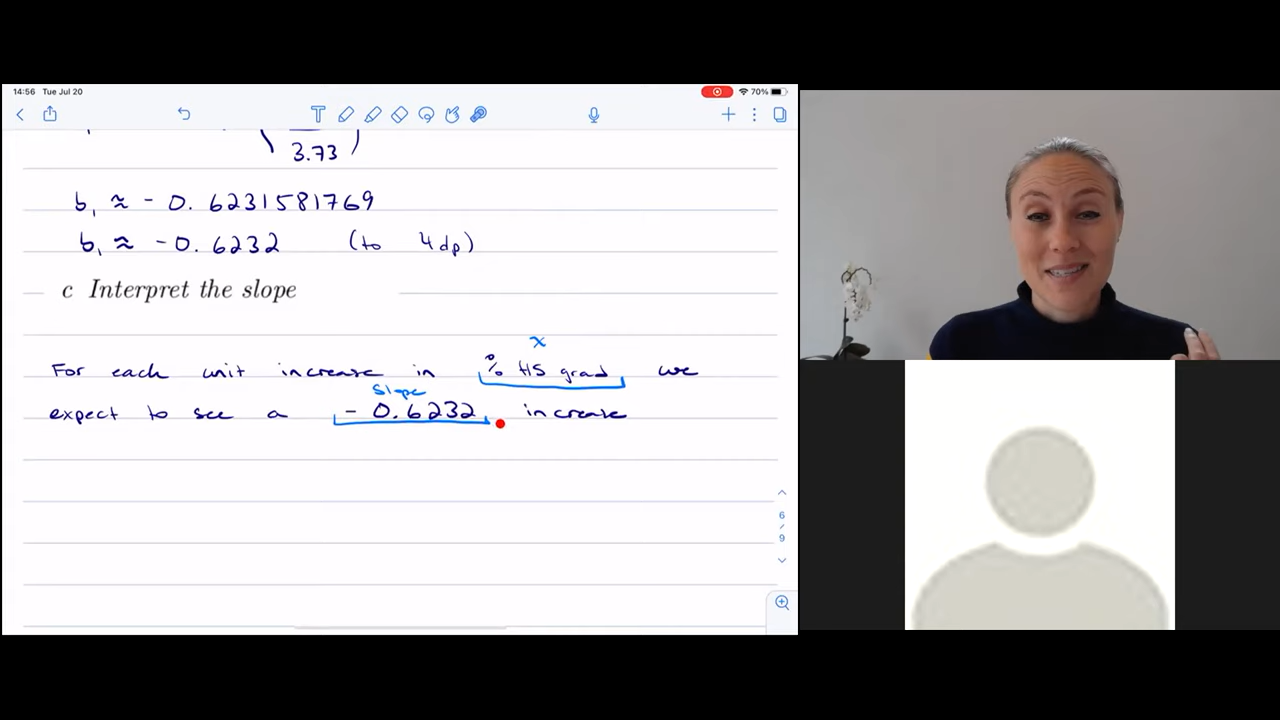 14:56 Tue Jul 20
70%
3.73
b₁ ≈ - 0. 6231581769
b₁ ≈ -0. 6232 (to 4dp)
c Interpret the slope
x
For each unit increase in % HS grad we
slope
expect to see a - 0.6232 increase
6
/
9